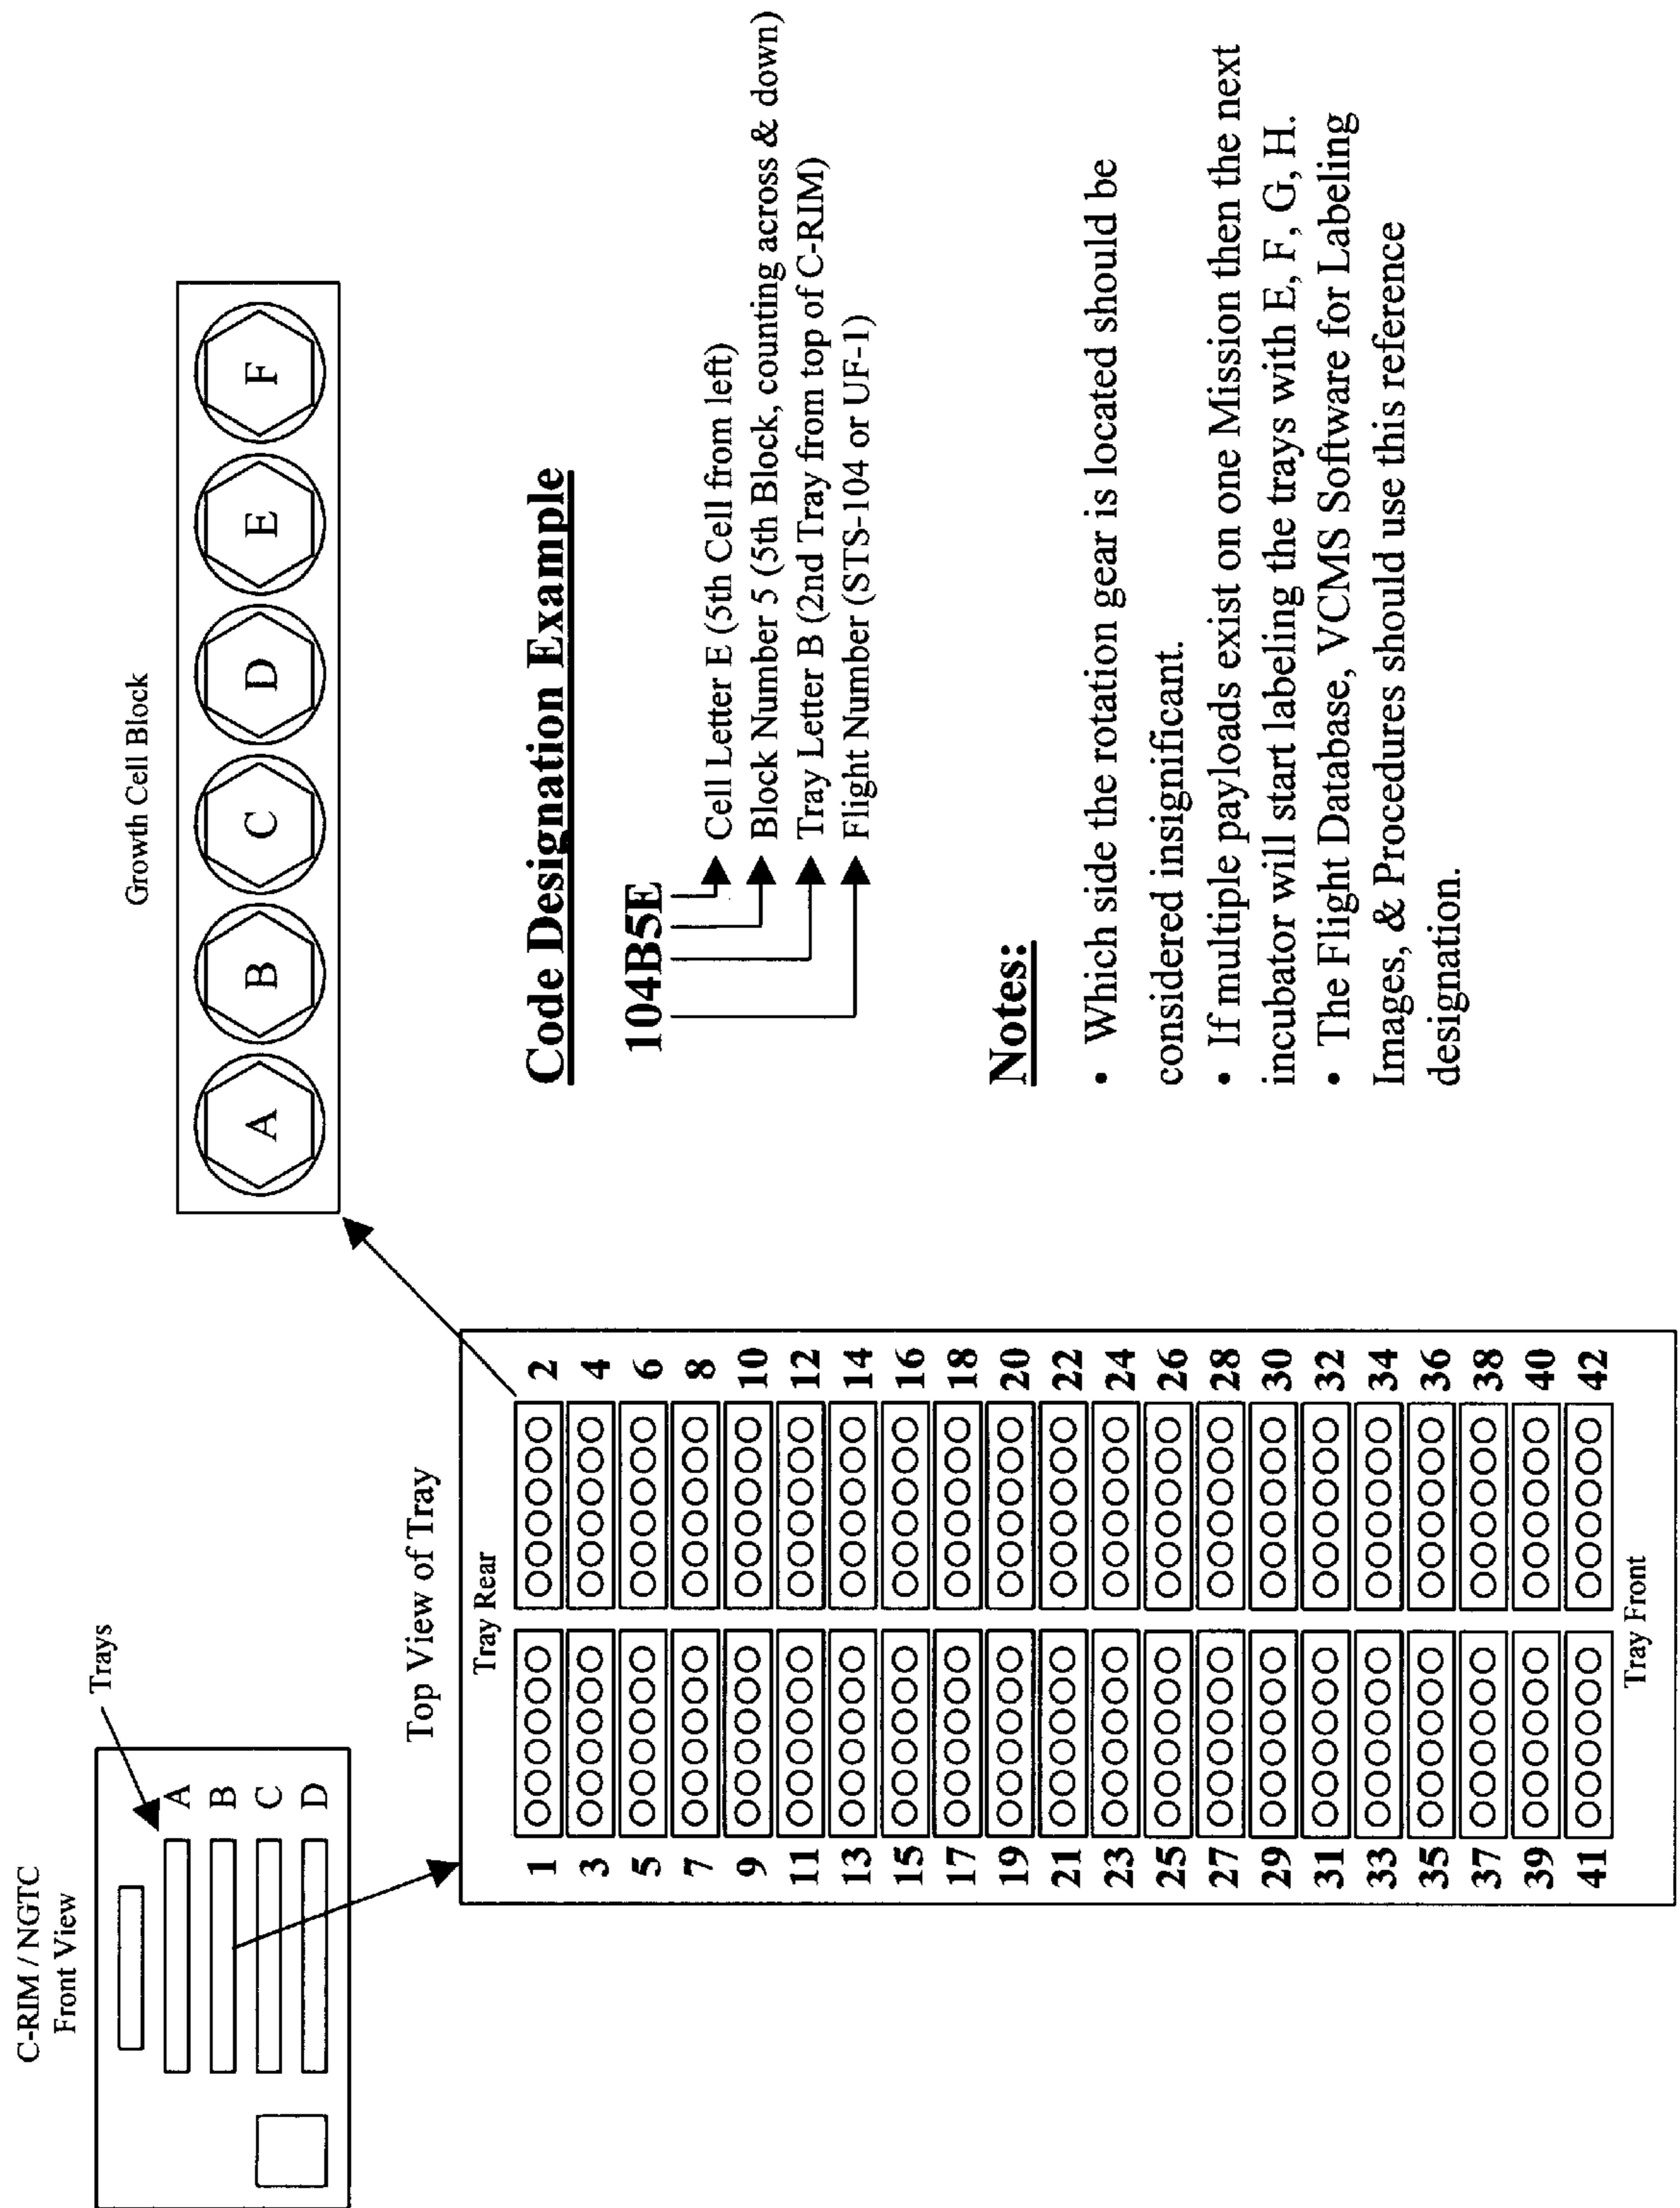 C-RIM / NGTC
Front View
Trays
A
B
C
D
Top View of Tray
Tray Rear
1 2
3 4
5 6
7 8
9 10
11 12
13 14
15 16
17 18
19 20
21 22
23 24
25 26
27 28
29 30
31 32
33 34
35 36
37 38
39 40
41 42
Tray Front
Growth Cell Block
A B C D E F
Code Designation Example
104B5E
Cell Letter E (5th Cell from left)
Block Number 5 (5th Block, counting across & down)
Tray Letter B (2nd Tray from top of C-RIM)
Flight Number (STS-104 or UF-1)
Notes:
• Which side the rotation gear is located should be
considered insignificant.
• If multiple payloads exist on one Mission then the next
incubator will start labeling the trays with E, F, G, H.
• The Flight Database, VCMS Software for Labeling
Images, & Procedures should use this reference
designation.